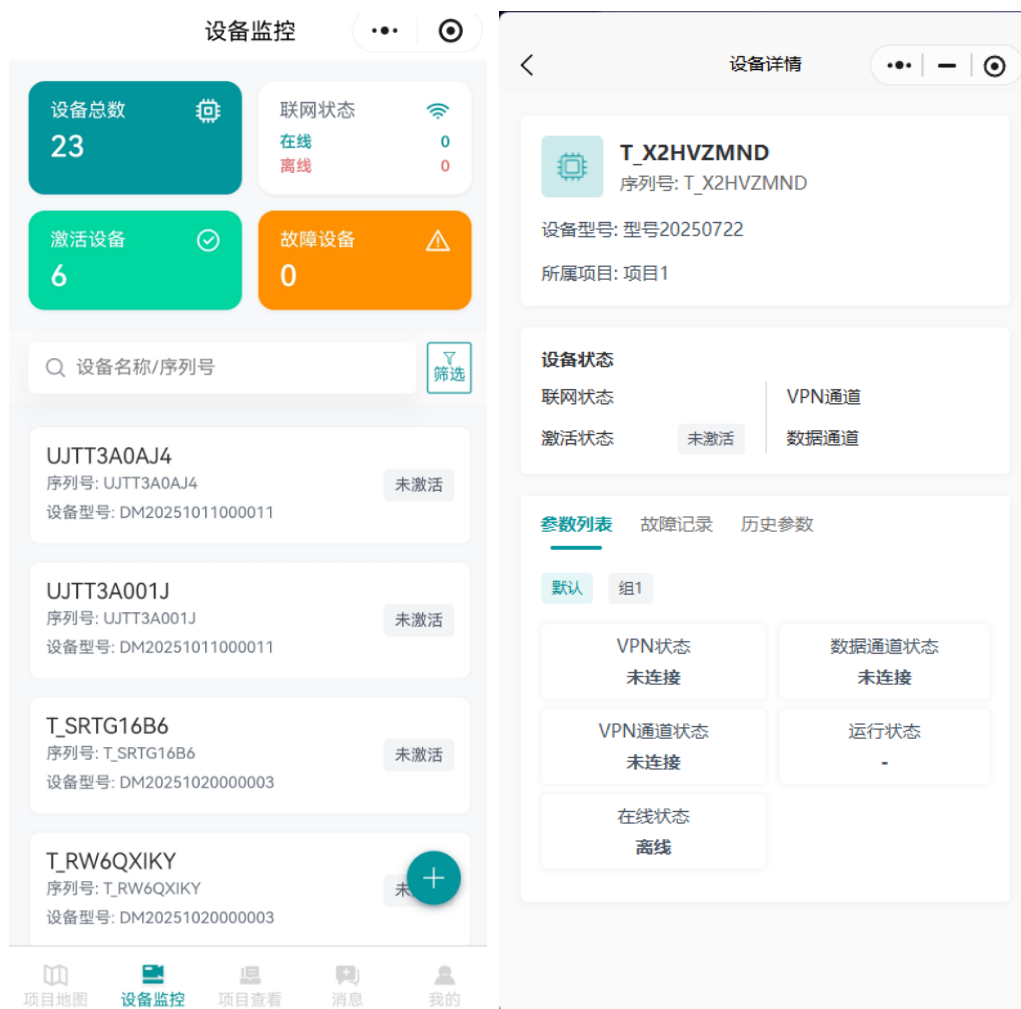 设备监控
设备总数
23
联网状态
在线 0
离线 0
激活设备
6
故障设备
0
设备名称/序列号
筛选
UJTT3A0AJ4
序列号: UJTT3A0AJ4
设备型号: DM20251011000011
未激活
UJTT3A001J
序列号: UJTT3A001J
设备型号: DM20251011000011
未激活
T_SRTG16B6
序列号: T_SRTG16B6
设备型号: DM20251020000003
未激活
T_RW6QXIKY
序列号: T_RW6QXIKY
设备型号: DM20251020000003
未
项目地图 设备监控 项目查看 消息 我的
设备详情
T_X2HVZMND
序列号: T_X2HVZMND
设备型号: 型号20250722
所属项目: 项目1
设备状态
联网状态 VPN通道
激活状态 未激活 数据通道
参数列表 故障记录 历史参数
默认 组1
VPN状态 数据通道状态
未连接 未连接
VPN通道状态 运行状态
未连接 -
在线状态
离线